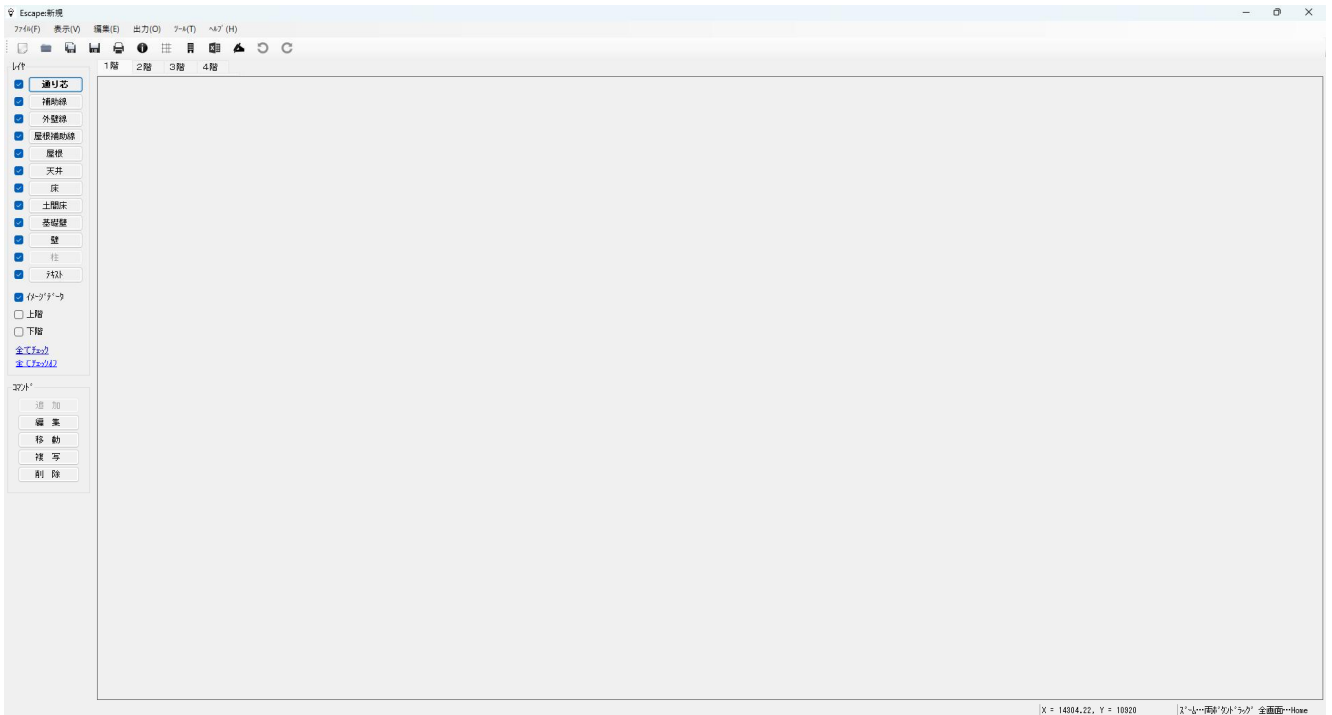 Escape:新規
ﾌｧｲﾙ(F) 表示(V) 編集(E) 出力(O) ﾂｰﾙ(T) ﾍﾙﾌﾟ(H)
ﾚｲﾔ
1階 2階 3階 4階
通り芯
補助線
外壁線
屋根補助線
屋根
天井
床
土間床
基礎壁
壁
柱
ﾃｷｽﾄ
ｲﾒｰｼﾞﾃﾞｰﾀ
上階
下階
全てﾁｪｯｸ
全てﾁｪｯｸｵﾌ
ｺﾏﾝﾄﾞ
追 加
編 集
移 動
複 写
削 除
X = 14304.22, Y = 10920 ｽﾞｰﾑ…両ﾎﾞﾀﾝﾄﾞﾗｯｸﾞ 全画面…Home